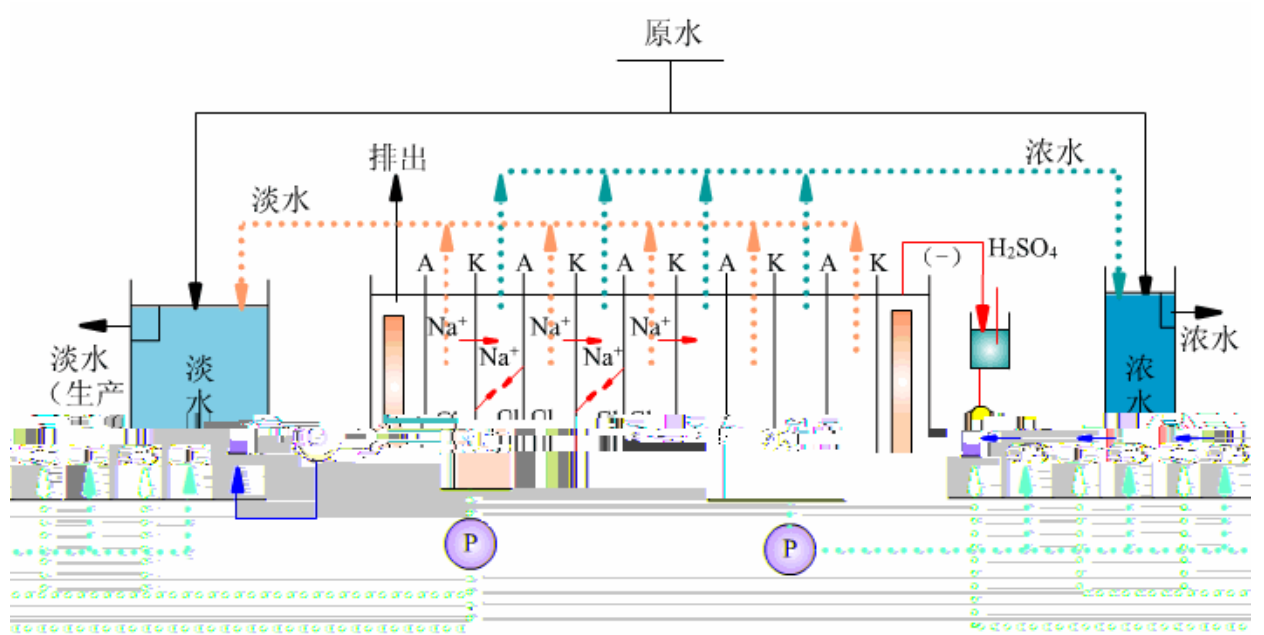 原水
排出
浓水
淡水
A K A K A K A K A K
(-)
H₂SO₄
Na⁺ Na⁺ Na⁺
Na⁺ Na⁺
淡水
(生产
淡
水
浓水
浓
水
P P